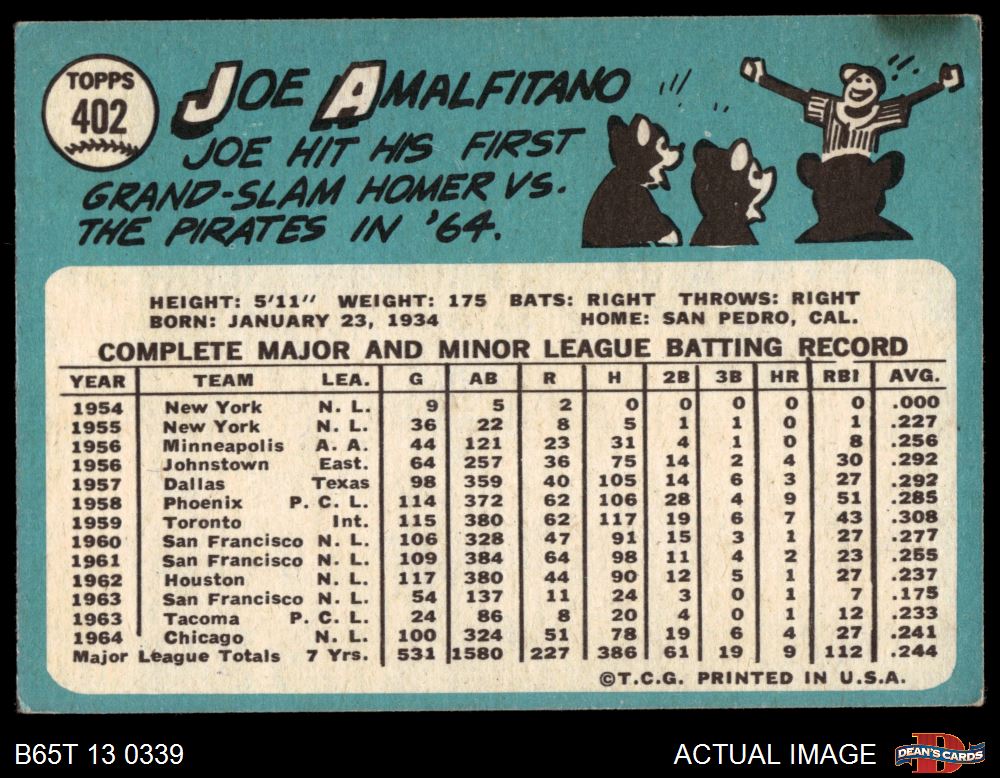 TOPPS
402
JOE AMALFITANO
JOE HIT HIS FIRST
GRAND-SLAM HOMER VS.
THE PIRATES IN '64.
HEIGHT: 5'11" WEIGHT: 175 BATS: RIGHT THROWS: RIGHT
BORN: JANUARY 23, 1934 HOME: SAN PEDRO, CAL.
COMPLETE MAJOR AND MINOR LEAGUE BATTING RECORD
YEAR TEAM LEA. G AB R H 2B 3B HR RBI AVG.
1954 New York N. L. 9 5 2 0 0 0 0 0 .000
1955 New York N. L. 36 22 8 5 1 1 0 1 .227
1956 Minneapolis A. A. 44 121 23 31 4 1 0 8 .256
1956 Johnstown East. 64 257 36 75 14 2 4 30 .292
1957 Dallas Texas 98 359 40 105 14 6 3 27 .292
1958 Phoenix P. C. L. 114 372 62 106 28 4 9 51 .285
1959 Toronto Int. 115 380 62 117 19 6 7 43 .308
1960 San Francisco N. L. 106 328 47 91 15 3 1 27 .277
1961 San Francisco N. L. 109 384 64 98 11 4 2 23 .255
1962 Houston N. L. 117 380 44 90 12 5 1 27 .237
1963 San Francisco N. L. 54 137 11 24 3 0 1 7 .175
1963 Tacoma P. C. L. 24 86 8 20 4 0 1 12 .233
1964 Chicago N. L. 100 324 51 78 19 6 4 27 .241
Major League Totals 7 Yrs. 531 1580 227 386 61 19 9 112 .244
©T.C.G. PRINTED IN U.S.A.
B65T 13 0339 ACTUAL IMAGE DEAN'S CARDS